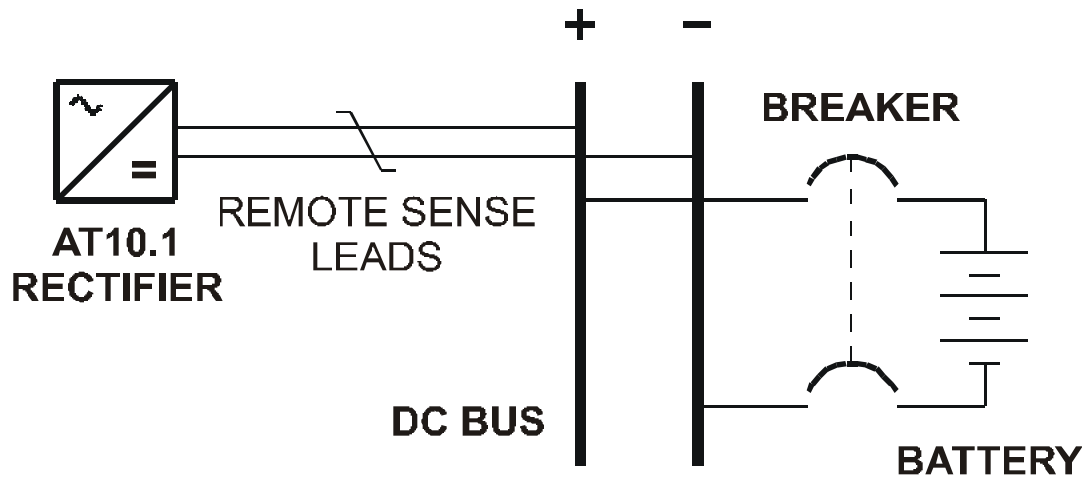 + −
BREAKER
REMOTE SENSE
LEADS
AT10.1
RECTIFIER
DC BUS
BATTERY